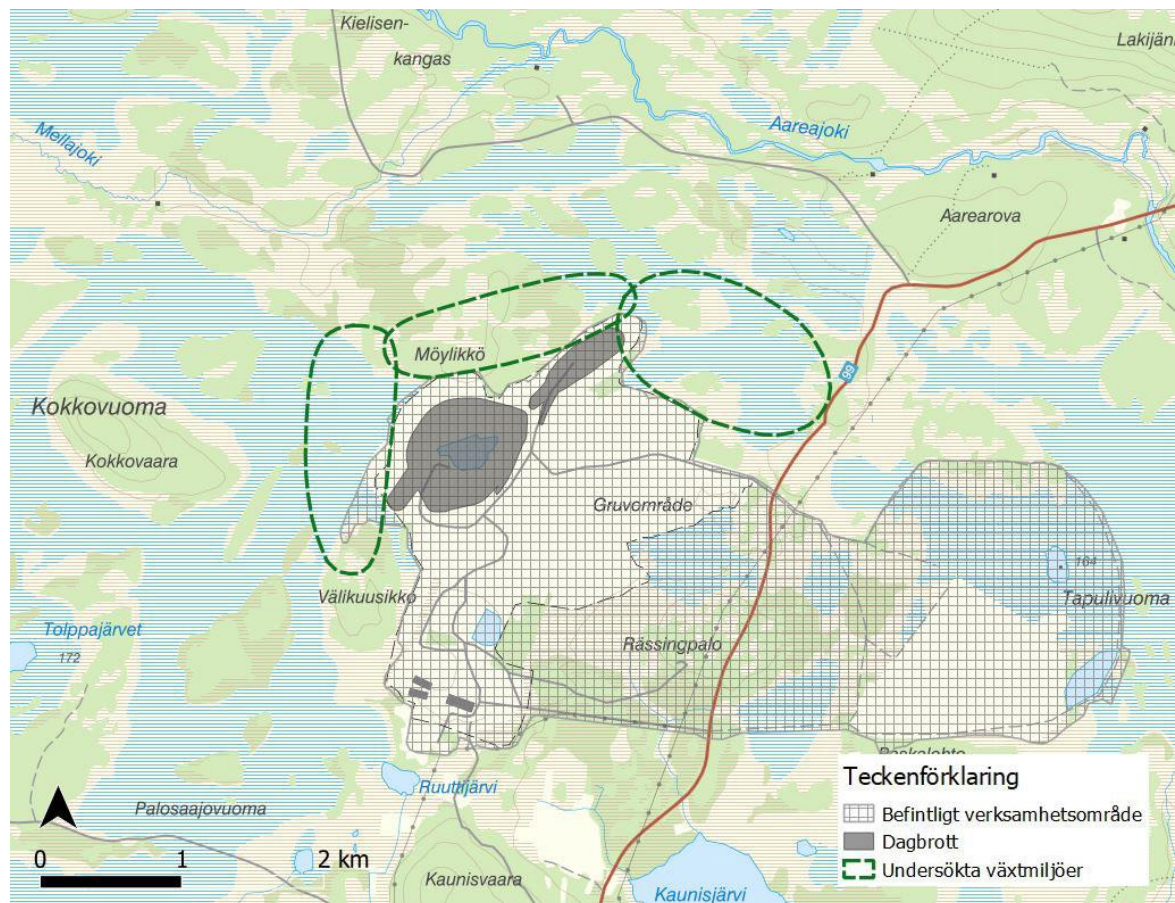 Kielisen-
kangas
Lakijän
Mellajoki
Aareajoki
Aarearova
Möylikkö
99
Kokkovuoma
Kokkovaara
Gruvområde
Välikuusikko
164
Tapulivuoma
Tolppajärvet
172
Rässingpalo
Ruuttijärvi
Palosaajovuoma
Kaunisvaara
Kaunisjärvi
0 1 2 km
Teckenförklaring
Befintligt verksamhetsområde
Dagbrott
Undersökta växtmiljöer